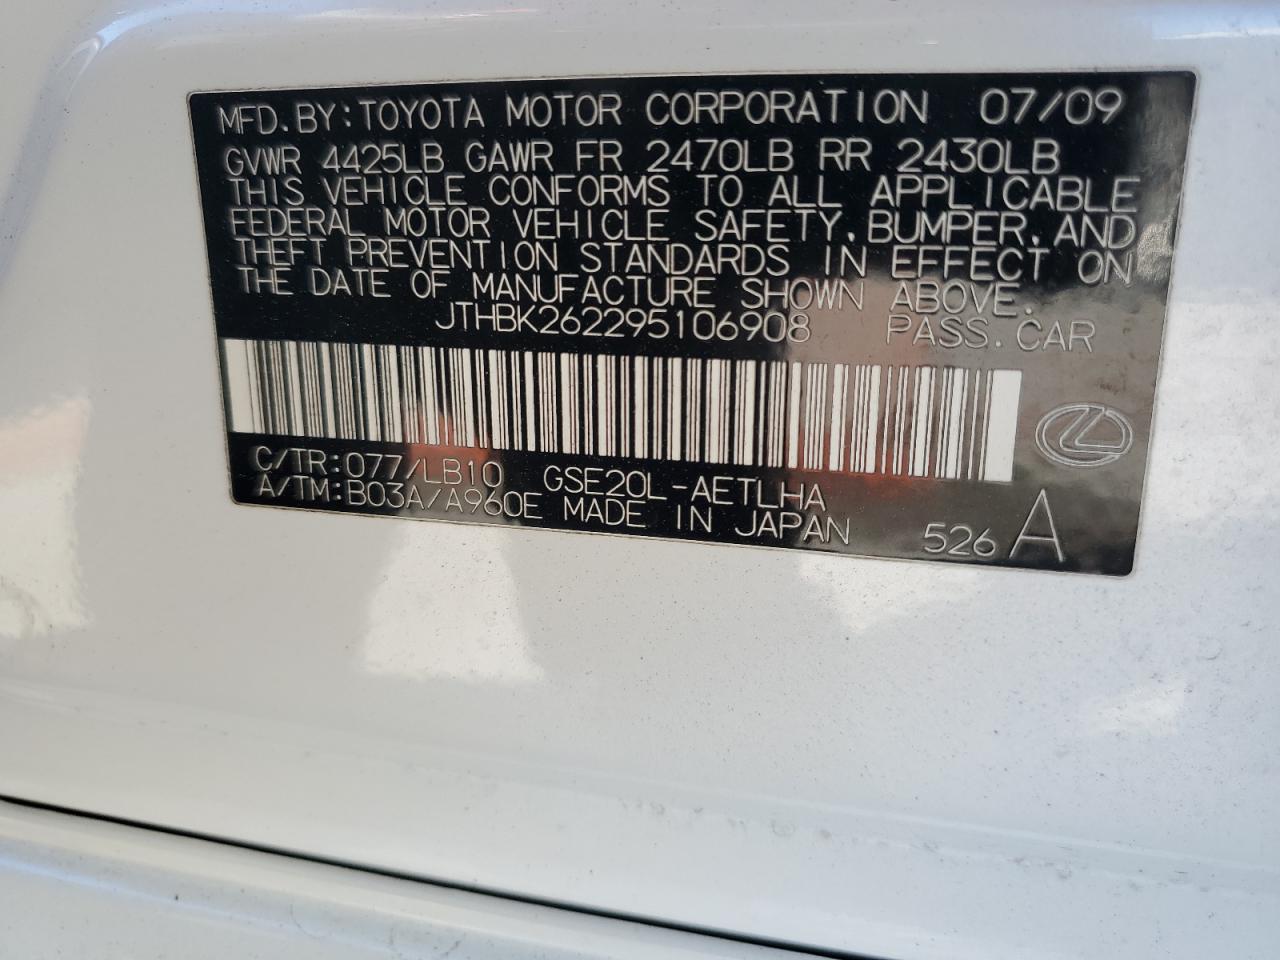 MFD.BY:TOYOTA MOTOR CORPORATION 07/09
GVWR 4425LB GAWR FR 2470LB RR 2430LB
THIS VEHICLE CONFORMS TO ALL APPLICABLE
FEDERAL MOTOR VEHICLE SAFETY,BUMPER,AND
THEFT PREVENTION STANDARDS IN EFFECT ON
THE DATE OF MANUFACTURE SHOWN ABOVE.
JTHBK262295106908 PASS.CAR
C/TR:077/LB10 GSE20L-AETLHA
A/TM:B03A/A960E MADE IN JAPAN 526 A